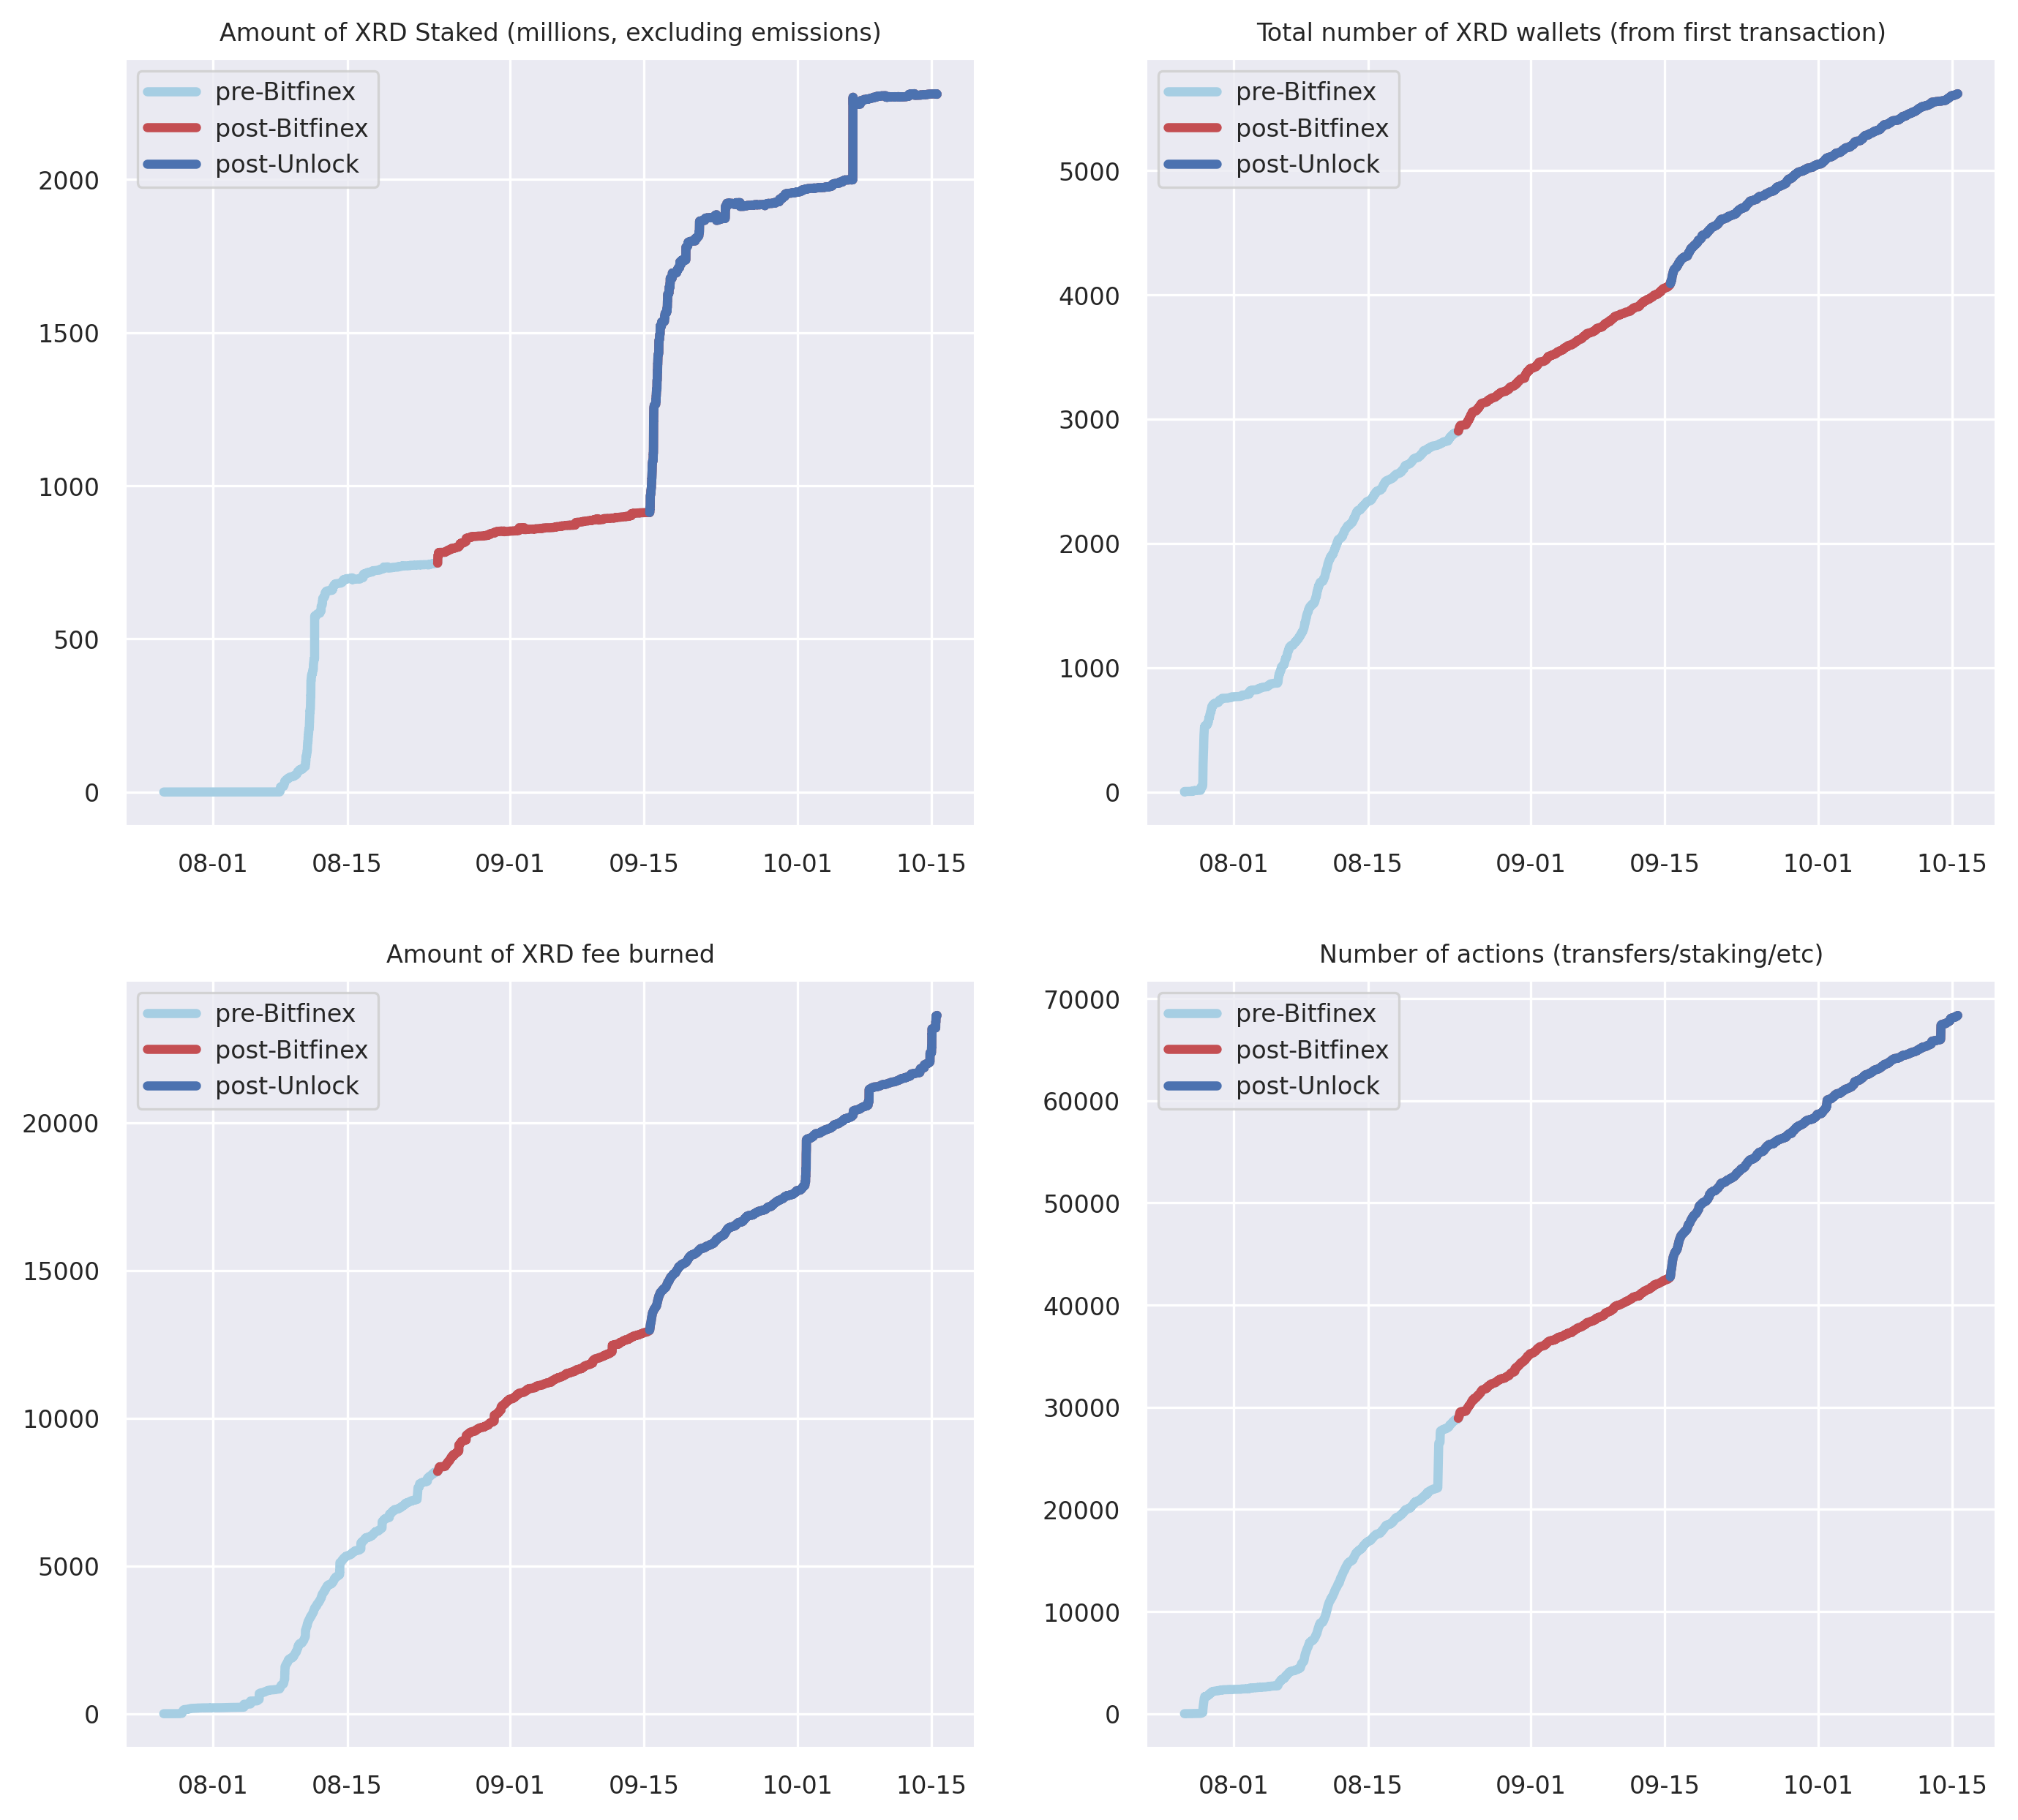 Amount of XRD Staked (millions, excluding emissions)
pre-Bitfinex
post-Bitfinex
post-Unlock
2000
1500
1000
500
0
08-01 08-15 09-01 09-15 10-01 10-15
Total number of XRD wallets (from first transaction)
pre-Bitfinex
post-Bitfinex
post-Unlock
5000
4000
3000
2000
1000
0
08-01 08-15 09-01 09-15 10-01 10-15
Amount of XRD fee burned
pre-Bitfinex
post-Bitfinex
post-Unlock
20000
15000
10000
5000
0
08-01 08-15 09-01 09-15 10-01 10-15
Number of actions (transfers/staking/etc)
70000
pre-Bitfinex
post-Bitfinex
post-Unlock
60000
50000
40000
30000
20000
10000
0
08-01 08-15 09-01 09-15 10-01 10-15